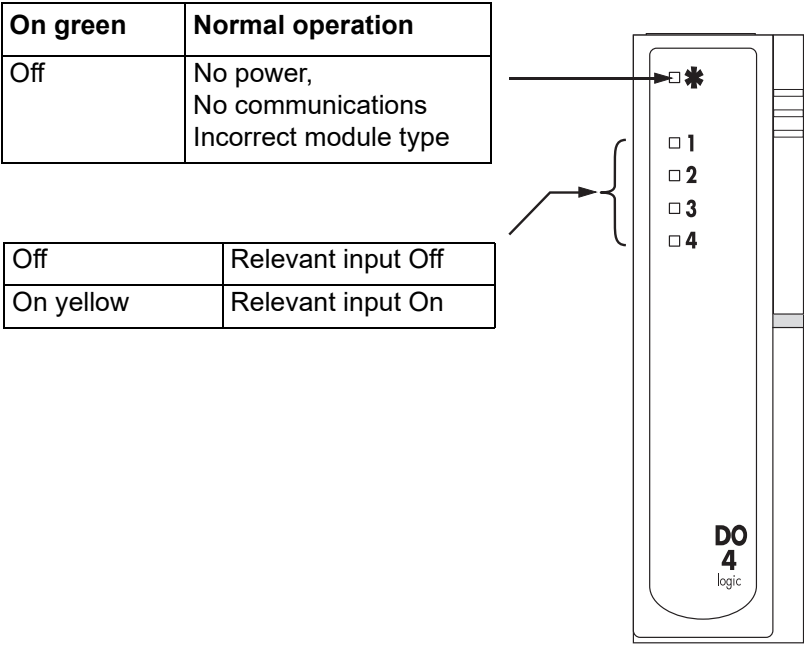 On green Normal operation
Off No power,
No communications
Incorrect module type
✱
1
2
3
4
Off Relevant input Off
On yellow Relevant input On
DO
4
logic